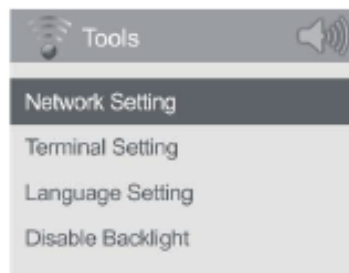 Tools
Network Setting
Terminal Setting
Language Setting
Disable Backlight